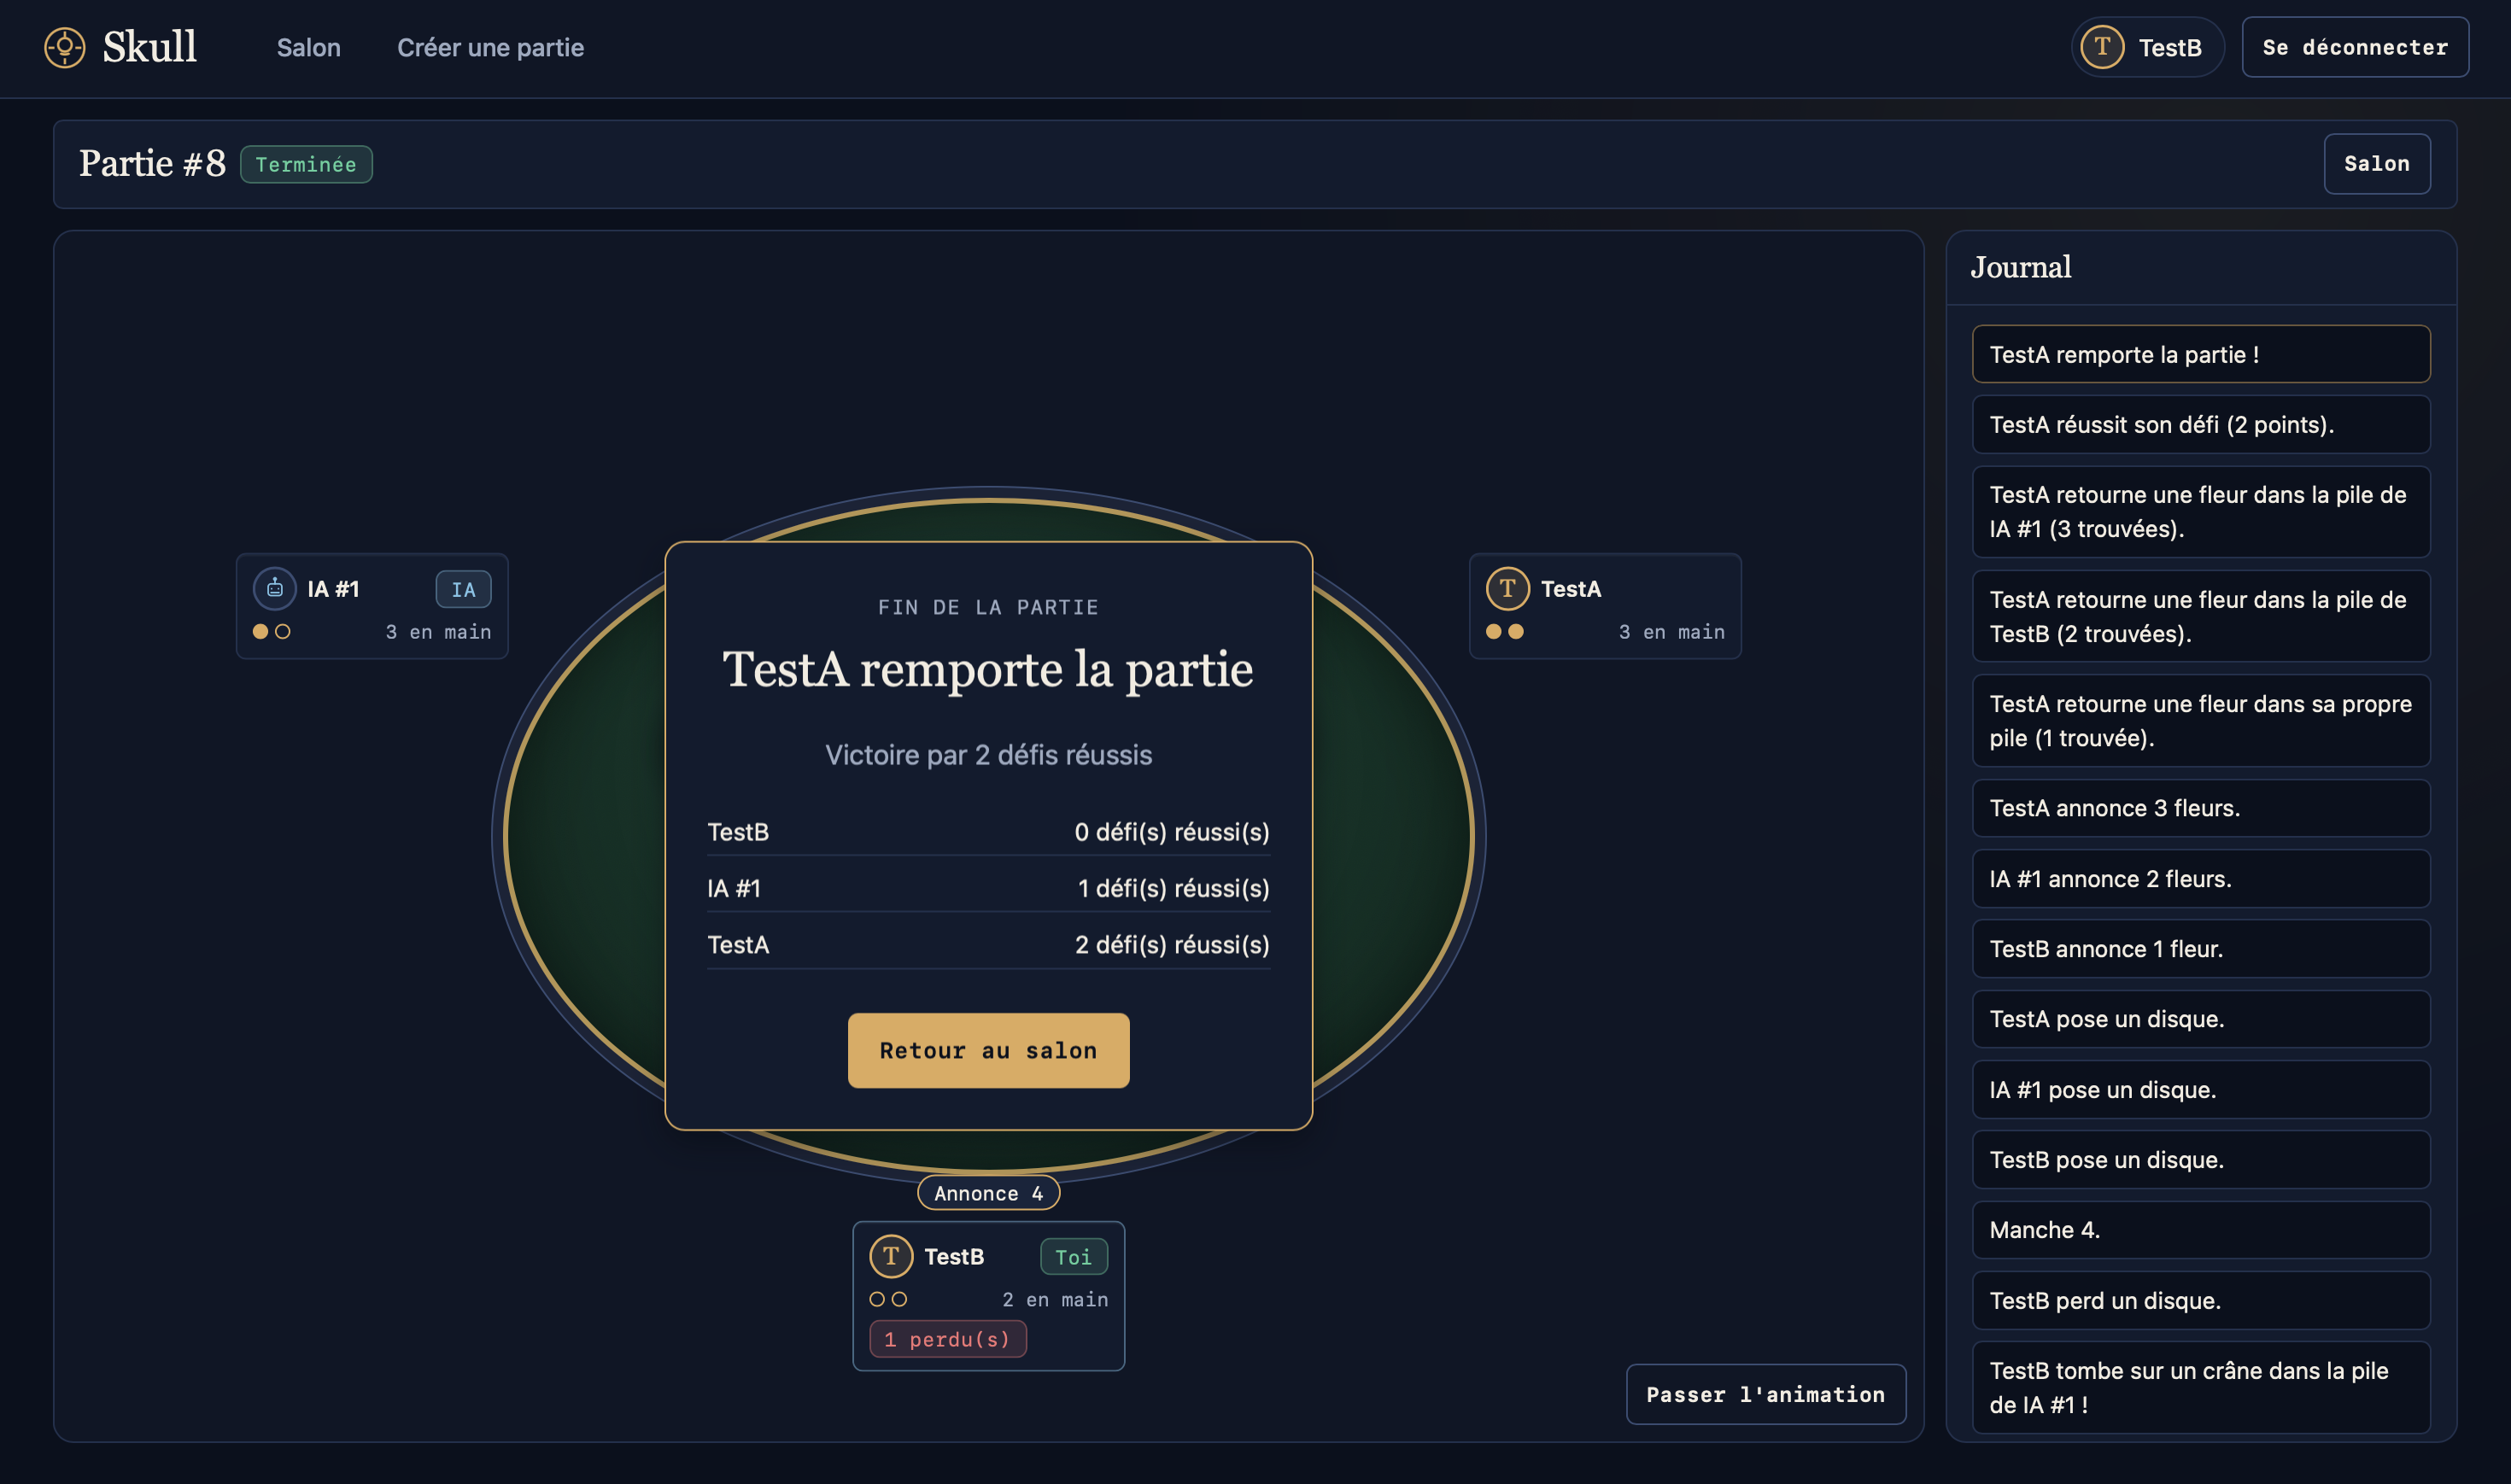 Skull
Salon
Créer une partie
T
TestB
Se déconnecter
Partie #8
Terminée
Salon
IA #1
IA
3 en main
T
TestA
3 en main
FIN DE LA PARTIE
TestA remporte la partie
Victoire par 2 défis réussis
TestB
0 défi(s) réussi(s)
IA #1
1 défi(s) réussi(s)
TestA
2 défi(s) réussi(s)
Retour au salon
Annonce 4
T
TestB
Toi
2 en main
1 perdu(s)
Passer l'animation
Journal
TestA remporte la partie !
TestA réussit son défi (2 points).
TestA retourne une fleur dans la pile de
IA #1 (3 trouvées).
TestA retourne une fleur dans la pile de
TestB (2 trouvées).
TestA retourne une fleur dans sa propre
pile (1 trouvée).
TestA annonce 3 fleurs.
IA #1 annonce 2 fleurs.
TestB annonce 1 fleur.
TestA pose un disque.
IA #1 pose un disque.
TestB pose un disque.
Manche 4.
TestB perd un disque.
TestB tombe sur un crâne dans la pile
de IA #1 !